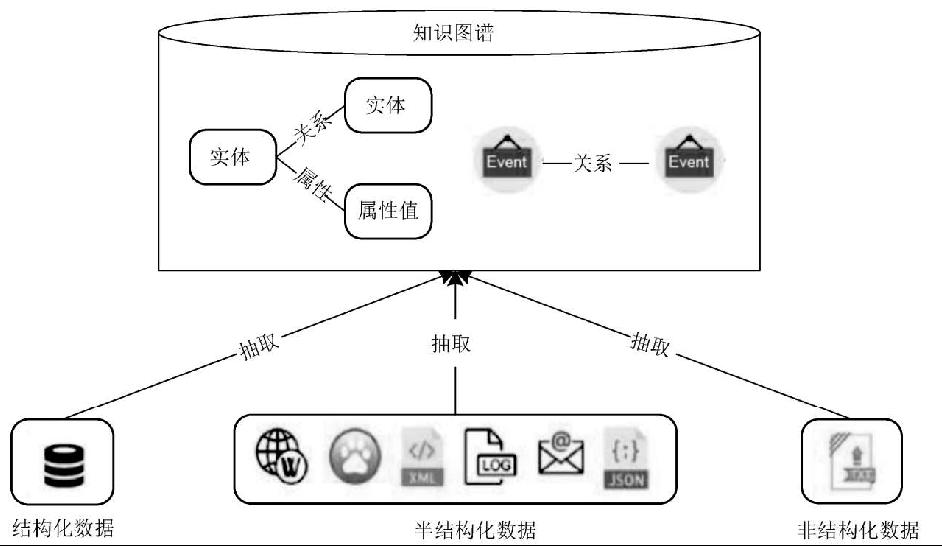 知识图谱
实体
关系
实体
属性
属性值
Event
关系
Event
抽取
抽取
抽取
W
XML
LOG
@
{;}
JSON
结构化数据
半结构化数据
非结构化数据